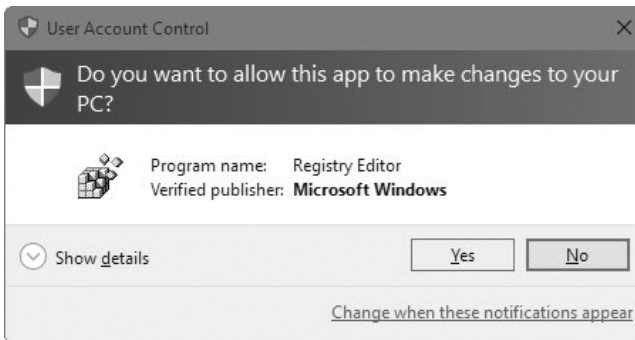 User Account Control
Do you want to allow this app to make changes to your
PC?
Program name: Registry Editor
Verified publisher: Microsoft Windows
Show details
Yes No
Change when these notifications appear